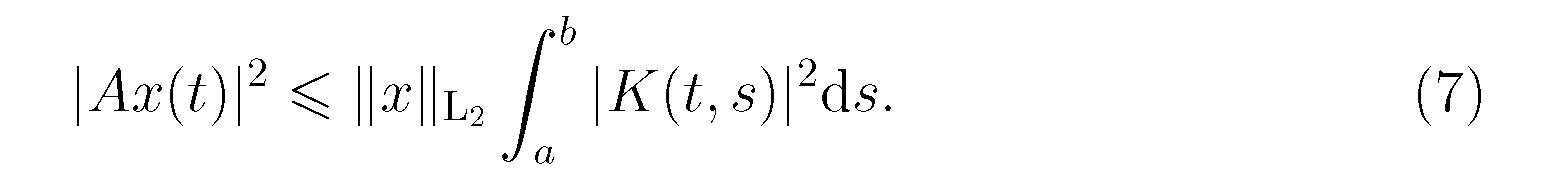 |Ax(t)|² ⩽ ‖x‖_{L₂} ∫_a^b |K(t, s)|² ds. (7)